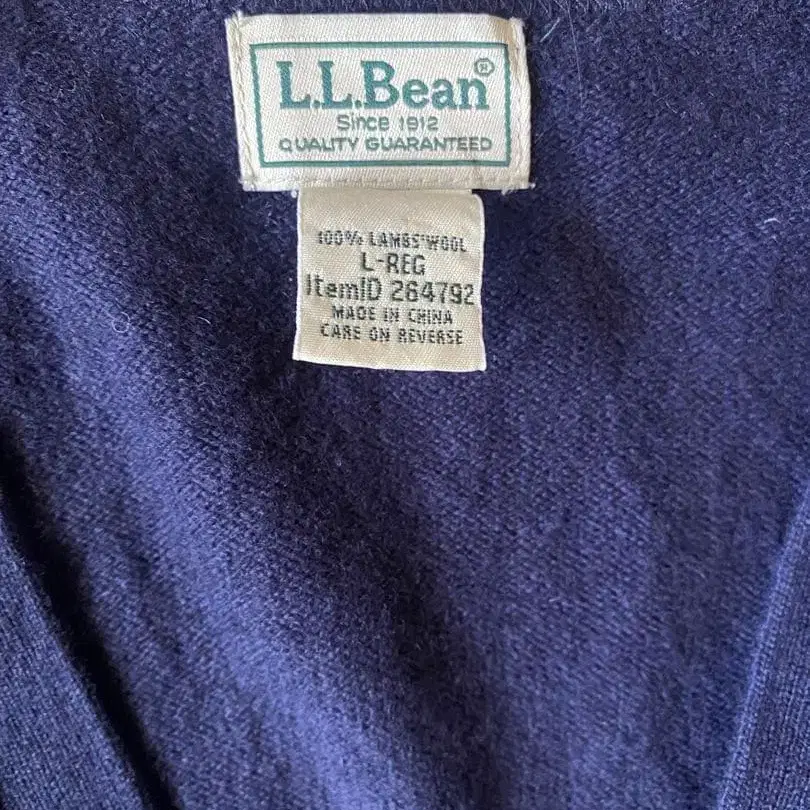 L.L.Bean®
Since 1912
QUALITY GUARANTEED
100% LAMBS'WOOL
L-REG
ItemID 264792
MADE IN CHINA
CARE ON REVERSE